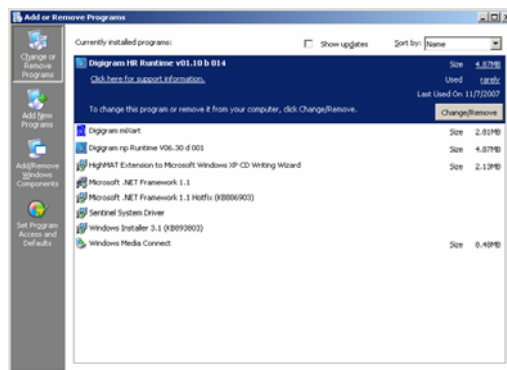 Add or Remove Programs
Change or
Remove
Programs
Add New
Programs
Add/Remove
Windows
Components
Set Program
Access and
Defaults
Currently installed programs:
Show updates
Sort by: Name
Digigram HR Runtime v01.10 b 014
Size 4.87MB
Click here for support information.
Used rarely
Last Used On 11/7/2007
To change this program or remove it from your computer, click Change/Remove.
Change/Remove
Digigram miXart
Size 2.81MB
Digigram np Runtime V06.30 d 001
Size 4.87MB
HighMAT Extension to Microsoft Windows XP CD Writing Wizard
Size 2.13MB
Microsoft .NET Framework 1.1
Microsoft .NET Framework 1.1 Hotfix (KB886903)
Sentinel System Driver
Windows Installer 3.1 (KB893803)
Windows Media Connect
Size 8.48MB